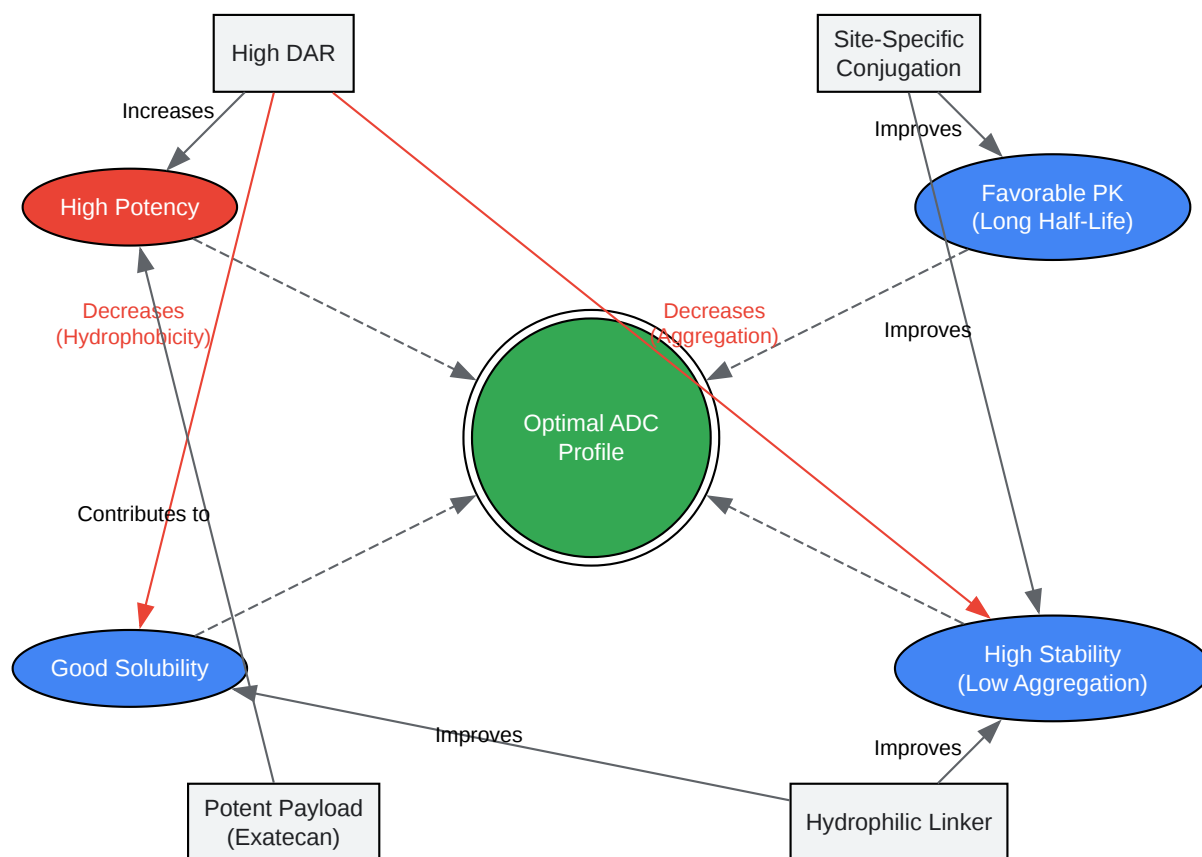 High DAR
Site-Specific
Conjugation
Increases
Improves
High Potency
Favorable PK
(Long Half-Life)
Decreases
(Hydrophobicity)
Decreases
(Aggregation)
Improves
Optimal ADC
Profile
Contributes to
Good Solubility
High Stability
(Low Aggregation)
Improves
Improves
Potent Payload
(Exatecan)
Hydrophilic Linker